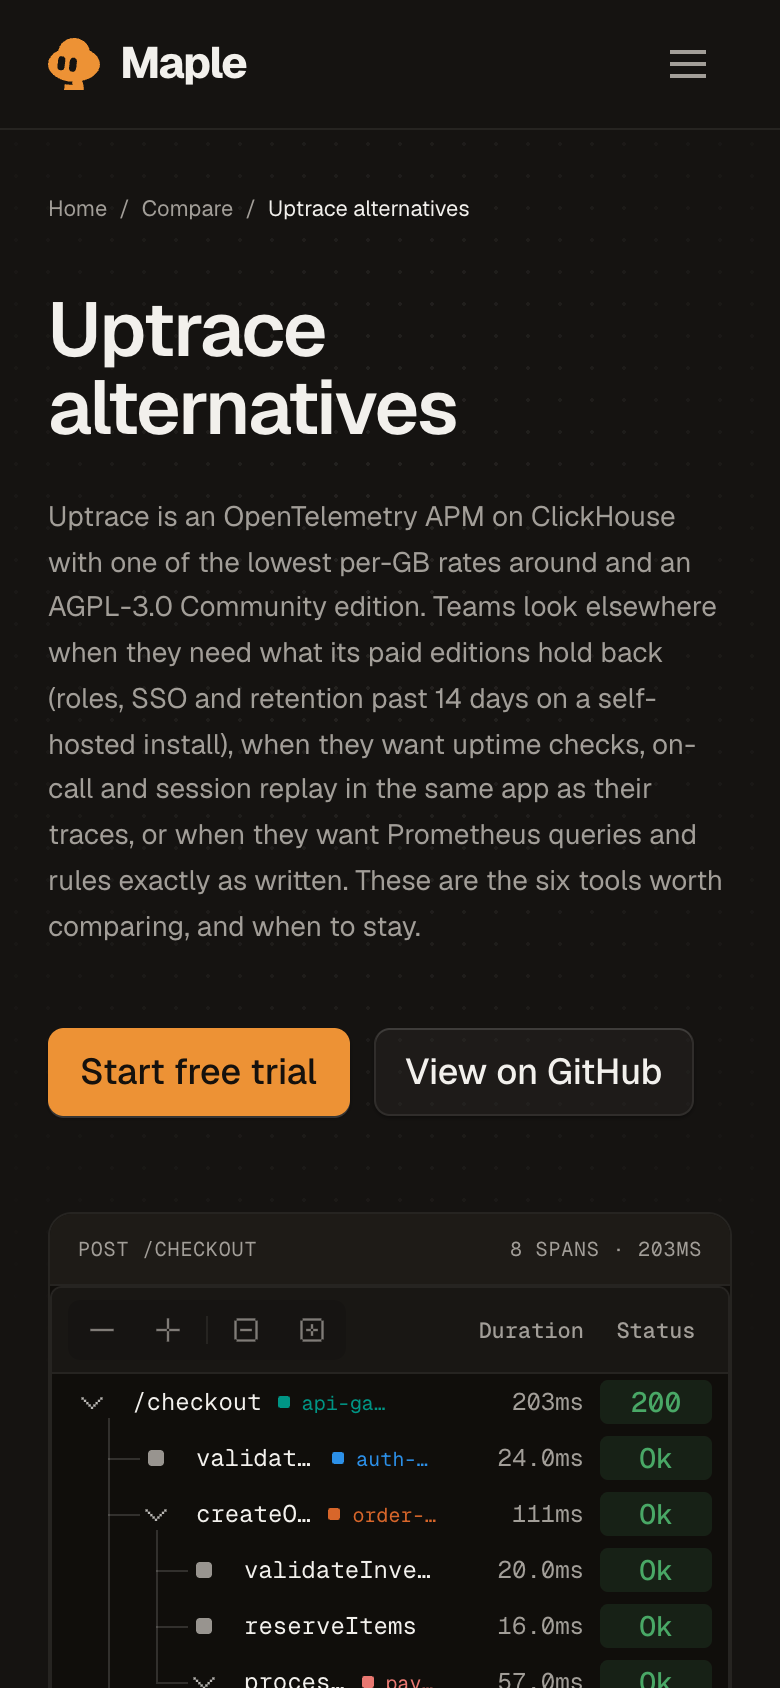 Maple
Home / Compare / Uptrace alternatives
Uptrace
alternatives
Uptrace is an OpenTelemetry APM on ClickHouse
with one of the lowest per-GB rates around and an
AGPL-3.0 Community edition. Teams look elsewhere
when they need what its paid editions hold back
(roles, SSO and retention past 14 days on a self-
hosted install), when they want uptime checks, on-
call and session replay in the same app as their
traces, or when they want Prometheus queries and
rules exactly as written. These are the six tools worth
comparing, and when to stay.
Start free trial View on GitHub
POST /CHECKOUT 8 SPANS · 203MS
Duration Status
/checkout api-ga… 203ms 200
validat… auth-… 24.0ms Ok
createO… order-… 111ms Ok
validateInve… 20.0ms Ok
reserveItems 16.0ms Ok
proces… pay… 57.0ms Ok